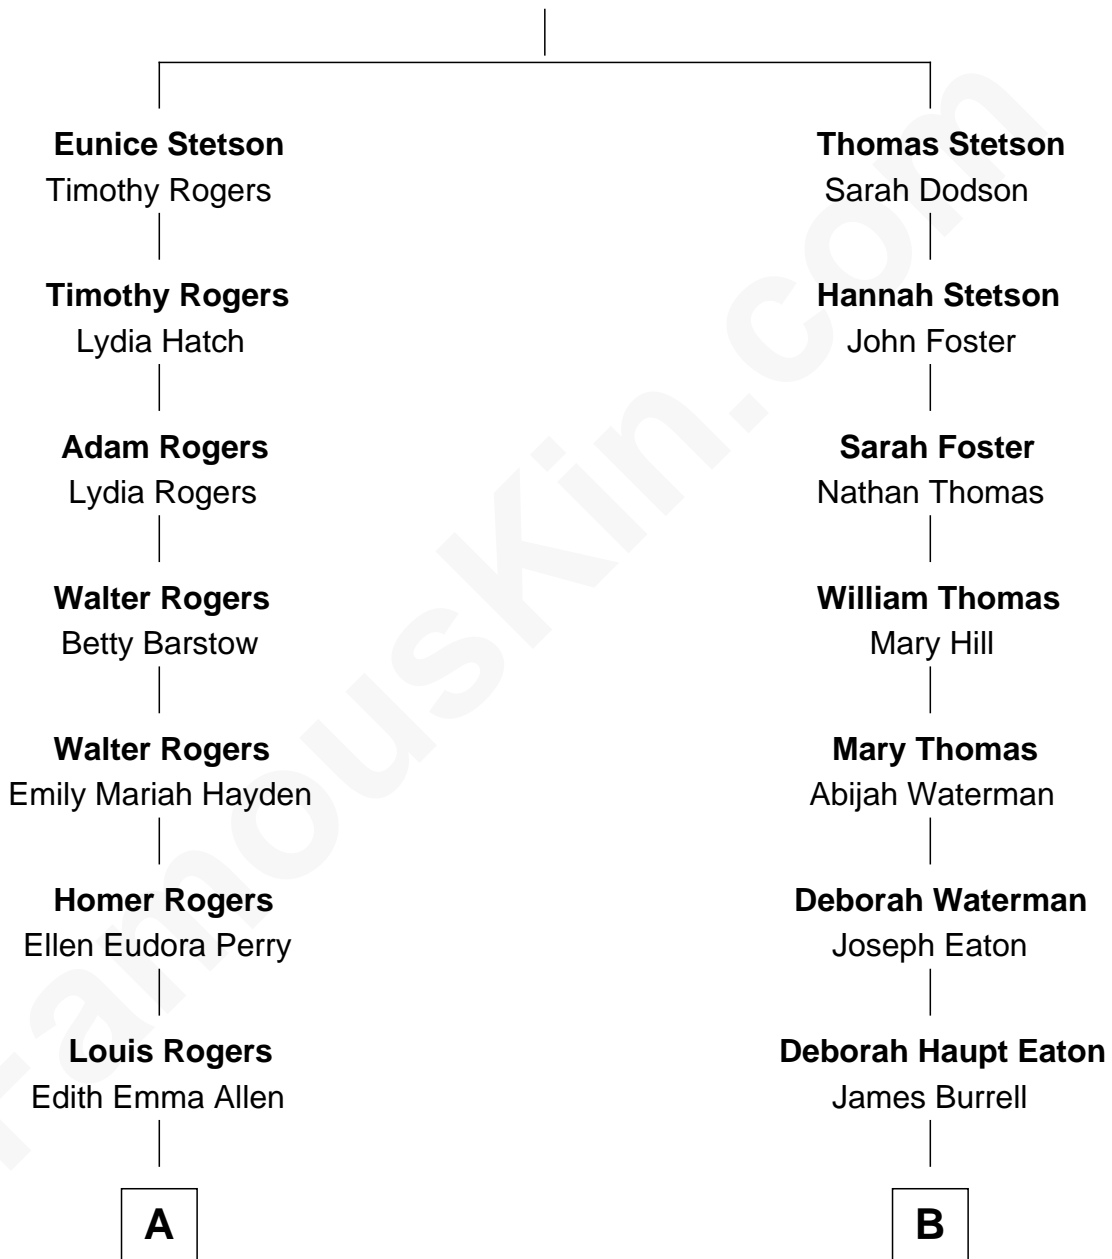 Eunice Stetson
Timothy Rogers
Timothy Rogers
Lydia Hatch
Adam Rogers
Lydia Rogers
Walter Rogers
Betty Barstow
Walter Rogers
Emily Mariah Hayden
Homer Rogers
Ellen Eudora Perry
Louis Rogers
Edith Emma Allen
A
Thomas Stetson
Sarah Dodson
Hannah Stetson
John Foster
Sarah Foster
Nathan Thomas
William Thomas
Mary Hill
Mary Thomas
Abijah Waterman
Deborah Waterman
Joseph Eaton
Deborah Haupt Eaton
James Burrell
B
FamousKin.com